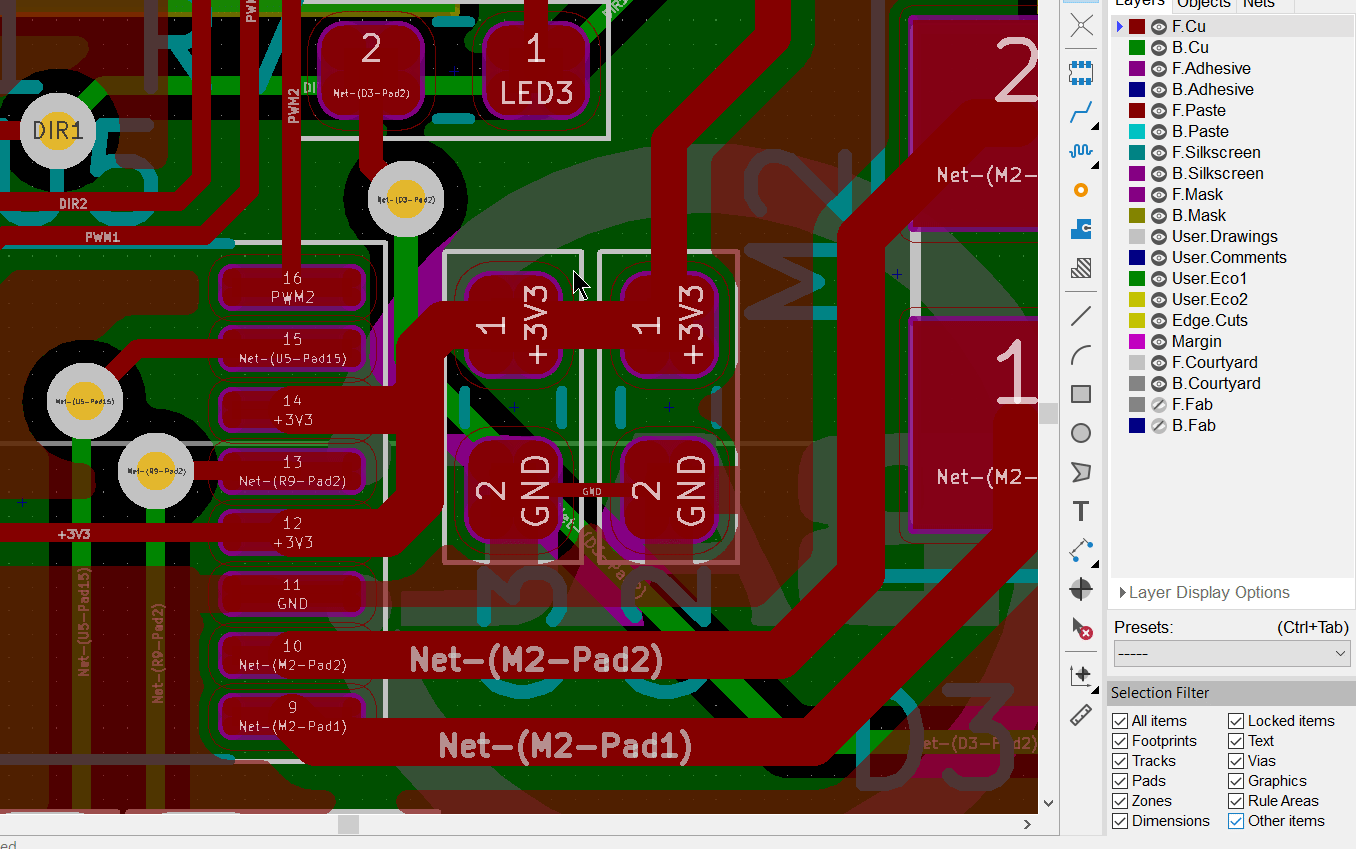 Layers Objects Nets
F.Cu
B.Cu
F.Adhesive
B.Adhesive
F.Paste
B.Paste
F.Silkscreen
B.Silkscreen
F.Mask
B.Mask
User.Drawings
User.Comments
User.Eco1
User.Eco2
Edge.Cuts
Margin
F.Courtyard
B.Courtyard
F.Fab
B.Fab
Layer Display Options
Presets: (Ctrl+Tab)
-----
Selection Filter
All items Locked items
Footprints Text
Tracks Vias
Pads Graphics
Zones Rule Areas
Dimensions Other items
2
Net-(D3-Pad2)
1
LED3
PWM2
DIR1
DIR2
PWM1
Net-(D3-Pad2)
16
PWM2
15
Net-(U5-Pad15)
14
+3V3
13
Net-(R9-Pad2)
12
+3V3
11
GND
10
Net-(M2-Pad2)
9
Net-(M2-Pad1)
Net-(U5-Pad15)
Net-(R9-Pad2)
+3V3
Net-(U5-Pad15)
Net-(R9-Pad2)
1
+3V3
1
+3V3
2
GND
2
GND
GND
M2
2
Net-(M2-
1
Net-(M2-
Net-(M2-Pad2)
Net-(M2-Pad1)
D3
et-(D3-Pad2)
ed